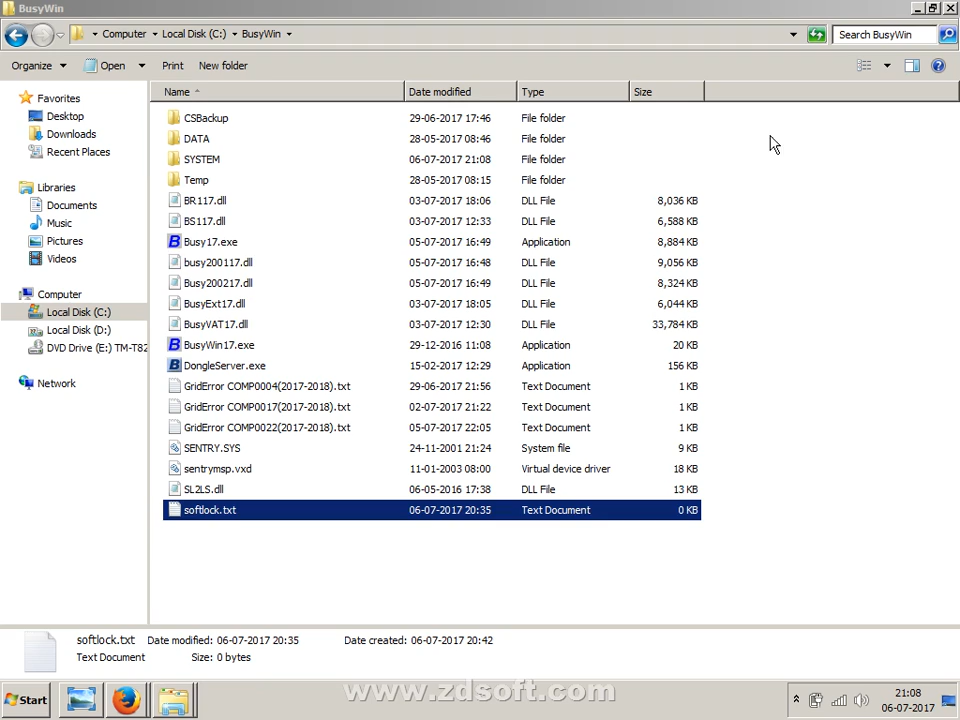 BusyWin
Computer Local Disk (C:) BusyWin Search BusyWin
Organize Open Print New folder
Name Date modified Type Size
Favorites
Desktop
Downloads
Recent Places
Libraries
Documents
Music
Pictures
Videos
Computer
Local Disk (C:)
Local Disk (D:)
DVD Drive (E:) TM-T82
Network
CSBackup 29-06-2017 17:46 File folder
DATA 28-05-2017 08:46 File folder
SYSTEM 06-07-2017 21:08 File folder
Temp 28-05-2017 08:15 File folder
BR117.dll 03-07-2017 18:06 DLL File 8,036 KB
BS117.dll 03-07-2017 12:33 DLL File 6,588 KB
Busy17.exe 05-07-2017 16:49 Application 8,884 KB
busy200117.dll 05-07-2017 16:48 DLL File 9,056 KB
Busy200217.dll 05-07-2017 16:49 DLL File 8,324 KB
BusyExt17.dll 03-07-2017 18:05 DLL File 6,044 KB
BusyVAT17.dll 03-07-2017 12:30 DLL File 33,784 KB
BusyWin17.exe 29-12-2016 11:08 Application 20 KB
DongleServer.exe 15-02-2017 12:29 Application 156 KB
GridError COMP0004(2017-2018).txt 29-06-2017 21:56 Text Document 1 KB
GridError COMP0017(2017-2018).txt 02-07-2017 21:22 Text Document 1 KB
GridError COMP0022(2017-2018).txt 05-07-2017 22:05 Text Document 1 KB
SENTRY.SYS 24-11-2001 21:24 System file 9 KB
sentrymsp.vxd 11-01-2003 08:00 Virtual device driver 18 KB
SL2LS.dll 06-05-2016 17:38 DLL File 13 KB
softlock.txt 06-07-2017 20:35 Text Document 0 KB
softlock.txt Date modified: 06-07-2017 20:35 Date created: 06-07-2017 20:42
Text Document Size: 0 bytes
Start
www.zdsoft.com
21:08
06-07-2017